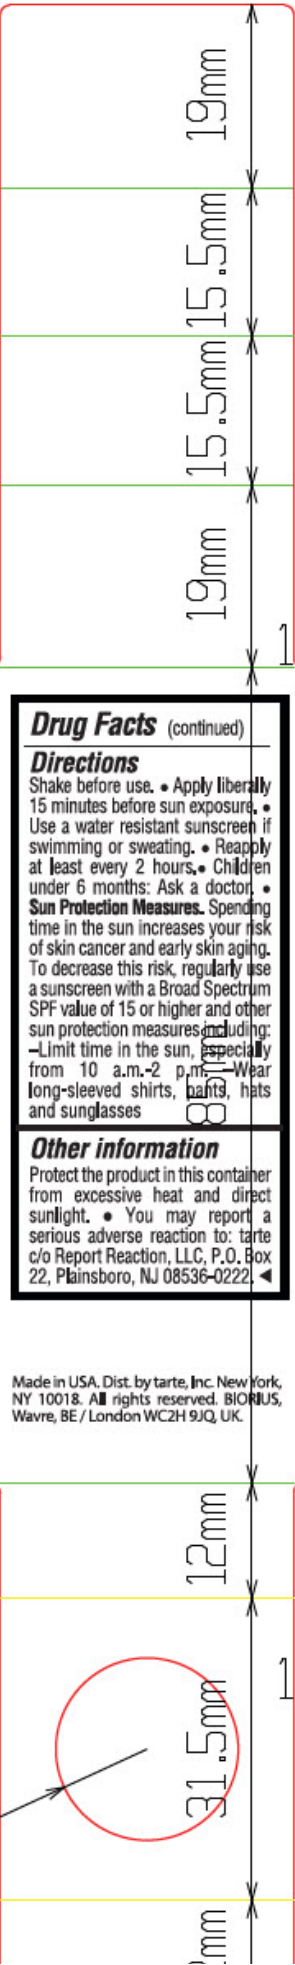 19mm
15.5mm
15.5mm
19mm
1
Drug Facts (continued)
Directions
Shake before use. • Apply liberally
15 minutes before sun exposure. •
Use a water resistant sunscreen if
swimming or sweating. • Reapply
at least every 2 hours. • Children
under 6 months: Ask a doctor. •
Sun Protection Measures. Spending
time in the sun increases your risk
of skin cancer and early skin aging.
To decrease this risk, regularly use
a sunscreen with a Broad Spectrum
SPF value of 15 or higher and other
sun protection measures including:
–Limit time in the sun, especially
from 10 a.m.-2 p.m. –Wear
long-sleeved shirts, pants, hats
and sunglasses
85mm
Other information
Protect the product in this container
from excessive heat and direct
sunlight. • You may report a
serious adverse reaction to: tarte
c/o Report Reaction, LLC, P.O. Box
22, Plainsboro, NJ 08536-0222. ◄
Made in USA. Dist. by tarte, Inc. New York,
NY 10018. All rights reserved. BIORIUS,
Wavre, BE / London WC2H 9JQ, UK.
12mm
1
31.5mm